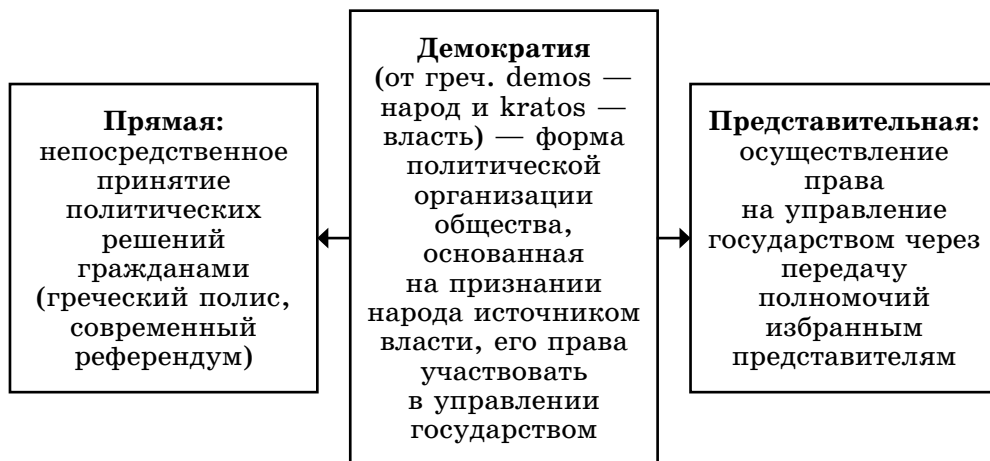 Прямая:
непосредственное
принятие
политических
решений
гражданами
(греческий полис,
современный
референдум)
Демократия
(от греч. demos —
народ и kratos —
власть) — форма
политической
организации
общества,
основанная
на признании
народа источником
власти, его права
участвовать
в управлении
государством
Представительная:
осуществление
права
на управление
государством через
передачу
полномочий
избранным
представителям